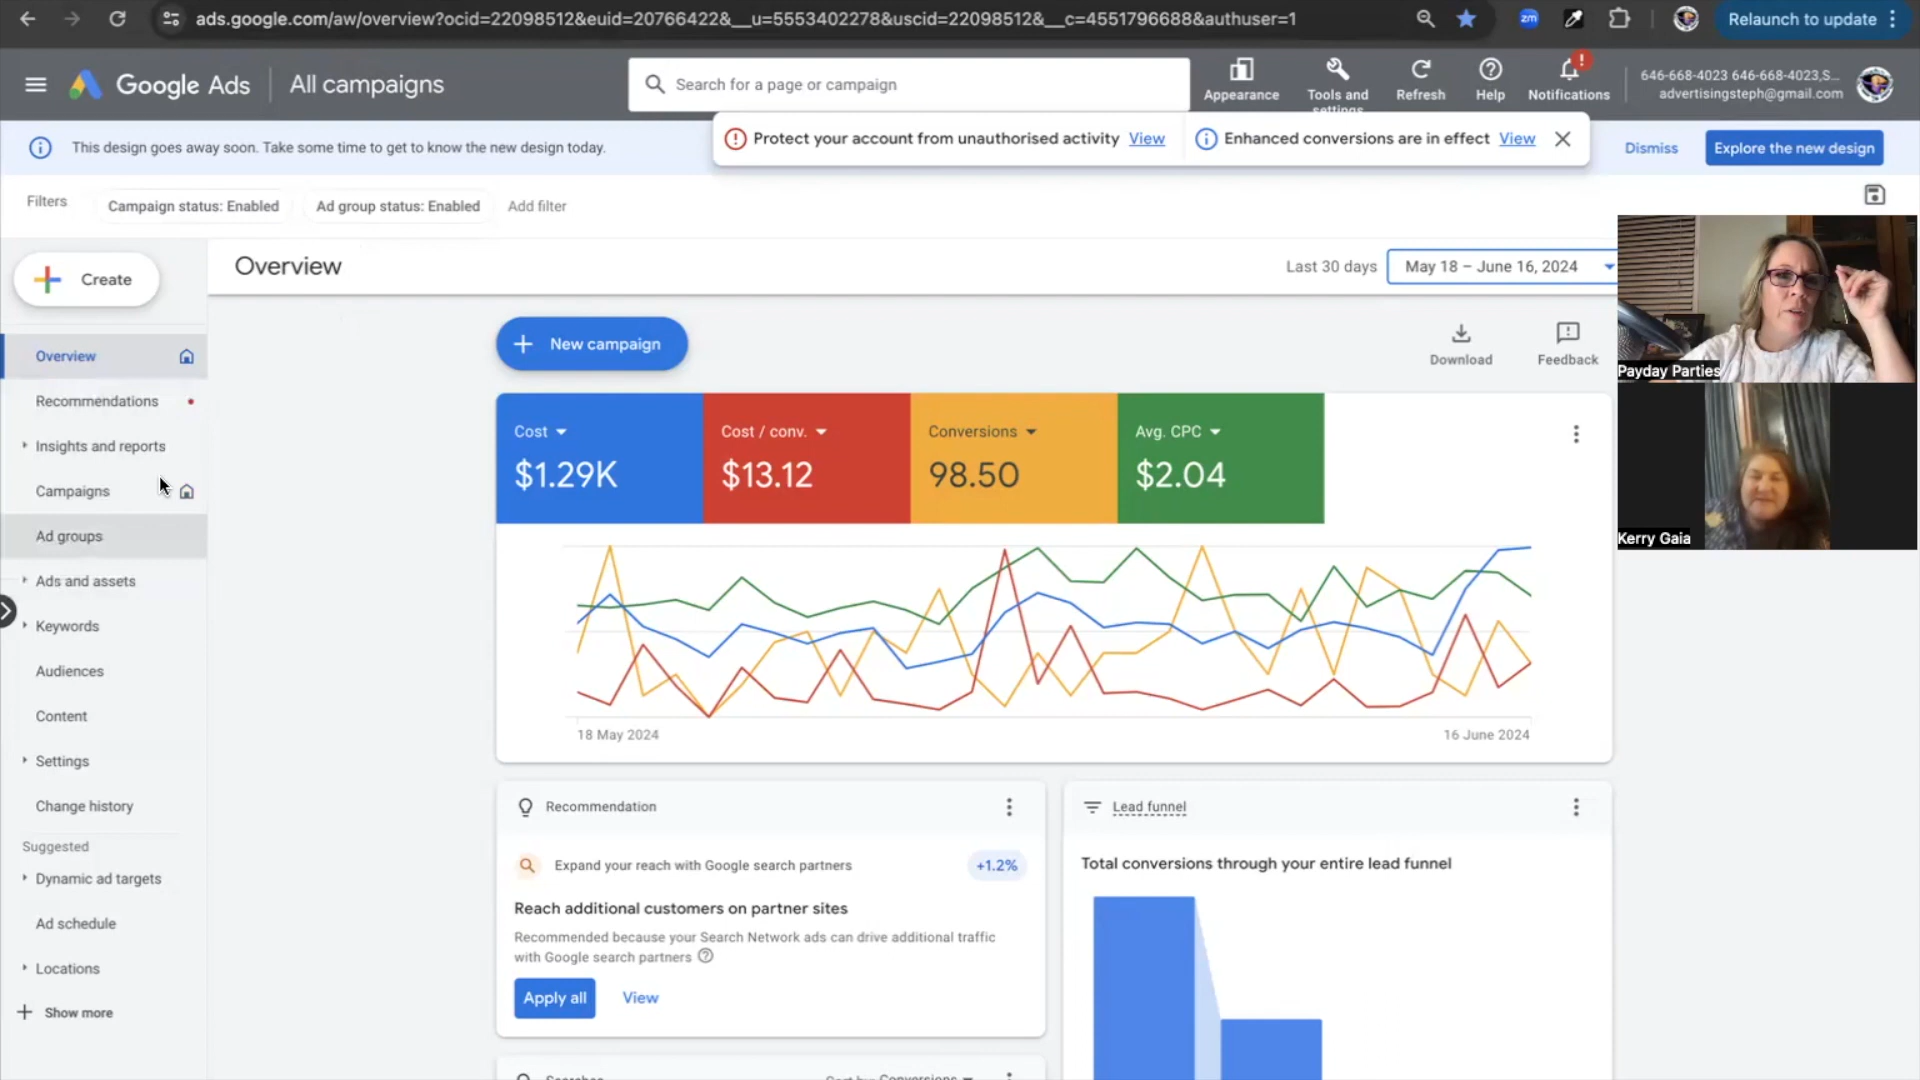 ads.google.com/aw/overview?ocid=22098512&euid=20766422&__u=5553402278&uscid=22098512&__c=4551796688&authuser=1
zm
Relaunch to update
Google Ads
All campaigns
Search for a page or campaign
Appearance
Tools and settings
Refresh
Help
!
Notifications
646-668-4023 646-668-4023,S...
advertisingsteph@gmail.com
This design goes away soon. Take some time to get to know the new design today.
Protect your account from unauthorised activity View
Enhanced conversions are in effect View
Dismiss
Explore the new design
Filters
Campaign status: Enabled
Ad group status: Enabled
Add filter
Create
Overview
Last 30 days
May 18 – June 16, 2024
Overview
Recommendations
Insights and reports
Campaigns
Ad groups
Ads and assets
Keywords
Audiences
Content
Settings
Change history
Suggested
Dynamic ad targets
Ad schedule
Locations
Show more
New campaign
Download
Feedback
Payday Parties
Kerry Gaia
Cost
$1.29K
Cost / conv.
$13.12
Conversions
98.50
Avg. CPC
$2.04
18 May 2024
16 June 2024
Recommendation
Expand your reach with Google search partners
+1.2%
Reach additional customers on partner sites
Recommended because your Search Network ads can drive additional traffic
with Google search partners
Apply all
View
Lead funnel
Total conversions through your entire lead funnel
Searches
Sort by: Conversions